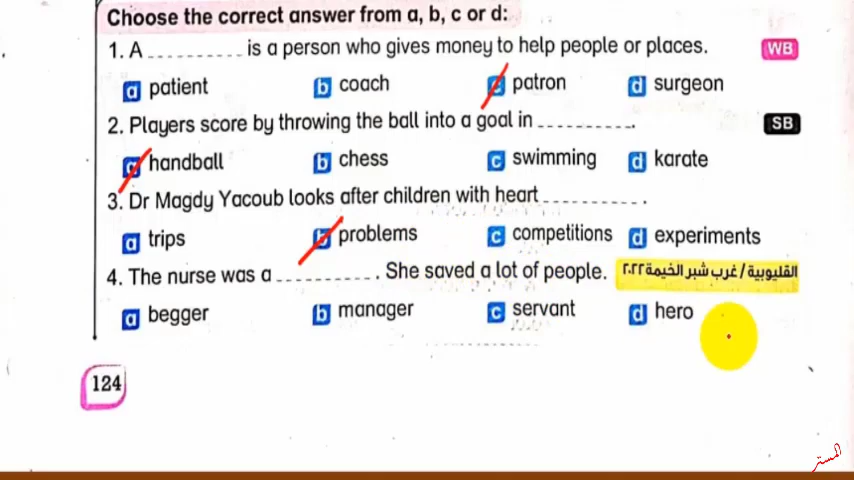 Choose the correct answer from a, b, c or d:
1. A __________ is a person who gives money to help people or places. WB
a patient b coach c patron d surgeon
2. Players score by throwing the ball into a goal in __________. SB
a handball b chess c swimming d karate
3. Dr Magdy Yacoub looks after children with heart __________.
a trips b problems c competitions d experiments
4. The nurse was a __________. She saved a lot of people. القليوبية / غرب شبر الخيمة ٢٠٢٢
a begger b manager c servant d hero
124
المستر